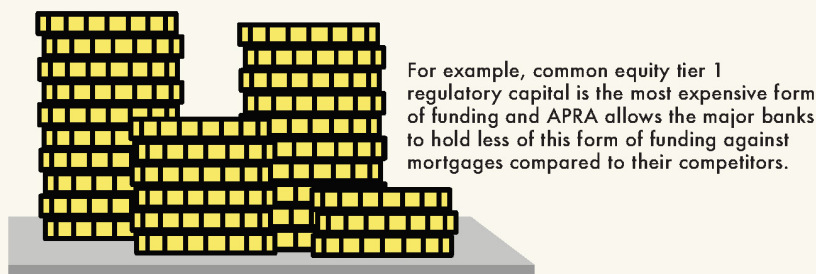 For example, common equity tier 1
regulatory capital is the most expensive form
of funding and APRA allows the major banks
to hold less of this form of funding against
mortgages compared to their competitors.